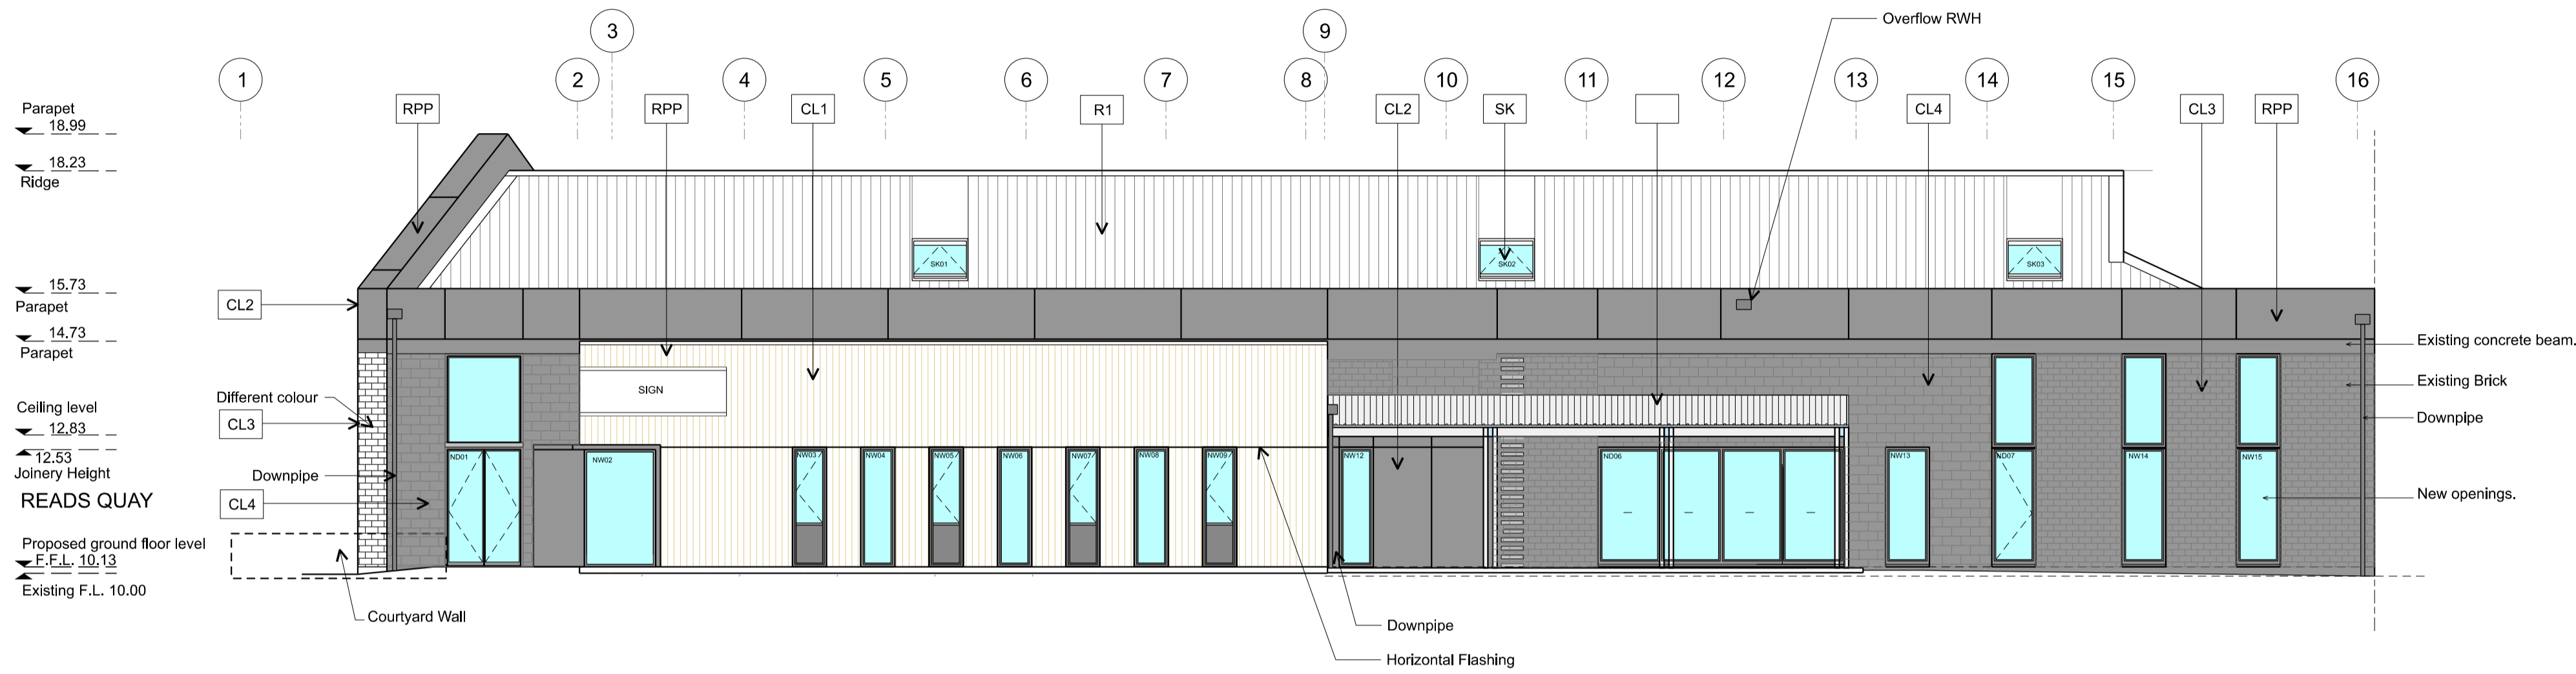 3
9
Overflow RWH
1
2
4
5
6
7
8
10
11
12
13
14
15
16
Parapet
18.99
RPP
RPP
CL1
R1
CL2
SK
CL4
CL3
RPP
18.23
Ridge
SK01
SK02
SK03
15.73
Parapet
CL2
14.73
Parapet
Existing concrete beam.
Existing Brick
SIGN
Different colour
Ceiling level
12.83
CL3
Downpipe
12.53
Joinery Height
ND01
NW02
NW03
NW04
NW05
NW06
NW07
NW08
NW09
NW12
ND06
NW13
ND07
NW14
NW15
Downpipe
READS QUAY
CL4
New openings.
Proposed ground floor level
F.F.L. 10.13
Existing F.L. 10.00
Courtyard Wall
Downpipe
Horizontal Flashing